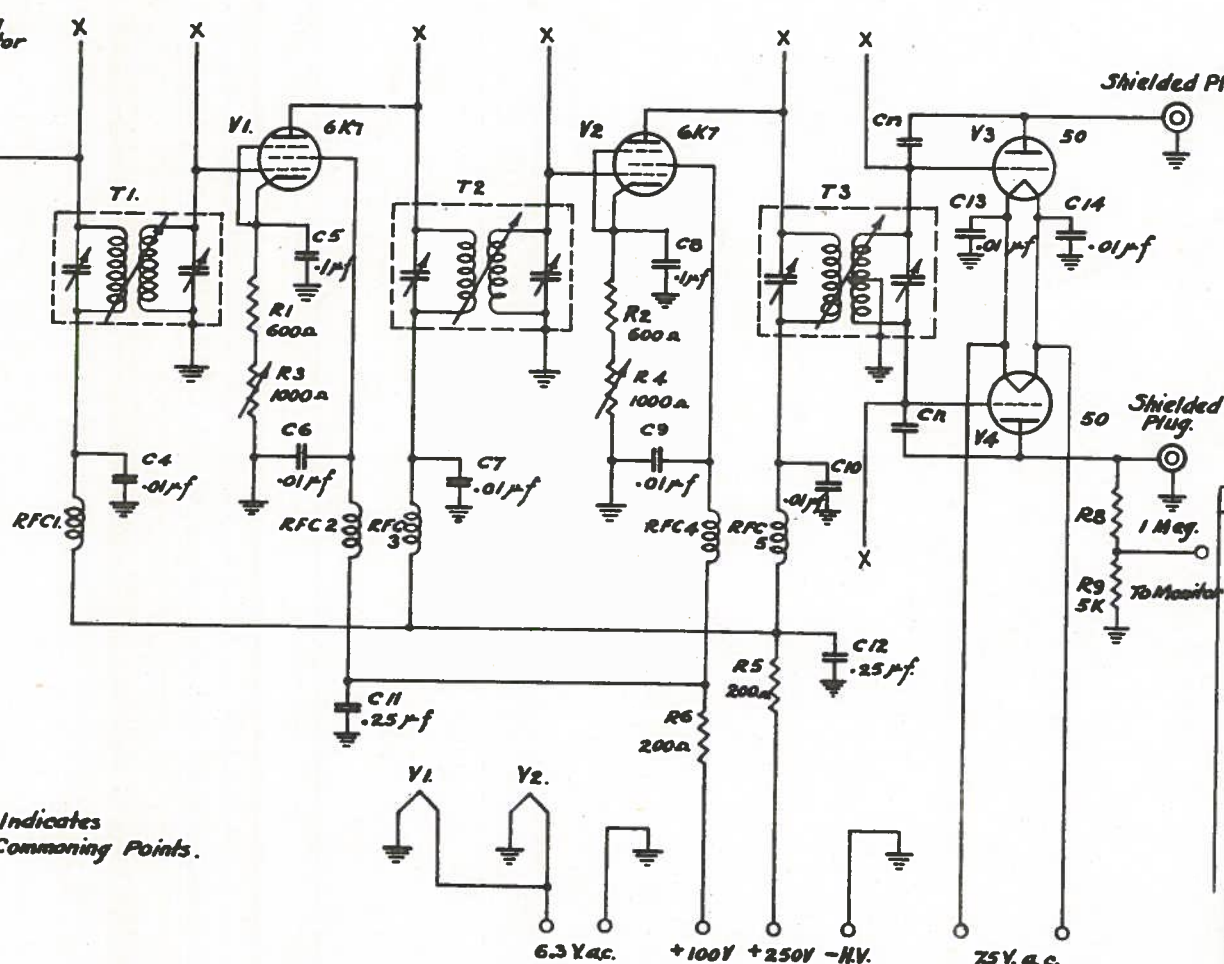 X X X X X X
Shielded Pl
V1. 6K7
V2 6K7
Cn V3 50
T1.
T2
T3
C5
.1μf
C8
.1μf
C13
.01μf
C14
.01μf
R1
600Ω
R2
600Ω
R3
1000Ω
R4
1000Ω
Cn
V4
50
Shielded
Plug.
C4
.01μf
C6
.01μf
C7
.01μf
C9
.01μf
C10
.01μf
X
RFC1.
RFC 2
RFC
3
RFC4
RFC
5
R8
1 Meg.
R9
5K
To Monitor
C12
.25μf.
R5
200Ω
C11
.25μf
R6
200Ω
V1.
V2.
Indicates
Commoning Points.
6.3 V.a.c.
+100V
+250V
-H.V.
7.5V.a.c.